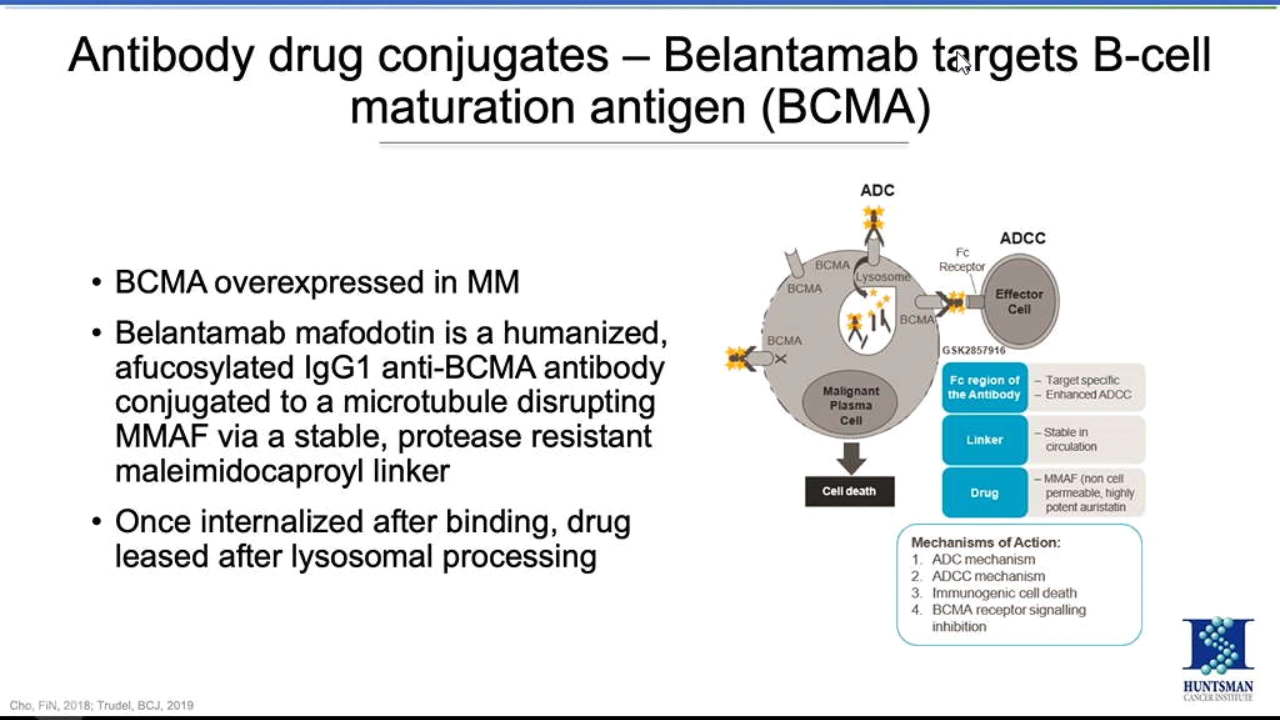 Antibody drug conjugates – Belantamab targets B-cell
maturation antigen (BCMA)
• BCMA overexpressed in MM
• Belantamab mafodotin is a humanized,
afucosylated IgG1 anti-BCMA antibody
conjugated to a microtubule disrupting
MMAF via a stable, protease resistant
maleimidocaproyl linker
• Once internalized after binding, drug
leased after lysosomal processing
ADC
ADCC
Fc
Receptor
BCMA
Lysosome
BCMA
Effector
Cell
BCMA
BCMA
GSK2857916
Malignant
Plasma
Cell
Cell death
Fc region of
the Antibody
– Target specific
– Enhanced ADCC
Linker
– Stable in
circulation
Drug
– MMAF (non cell
permeable, highly
potent auristatin
Mechanisms of Action:
1. ADC mechanism
2. ADCC mechanism
3. Immunogenic cell death
4. BCMA receptor signalling
inhibition
HUNTSMAN
CANCER INSTITUTE
Cho, FiN, 2018; Trudel, BCJ, 2019